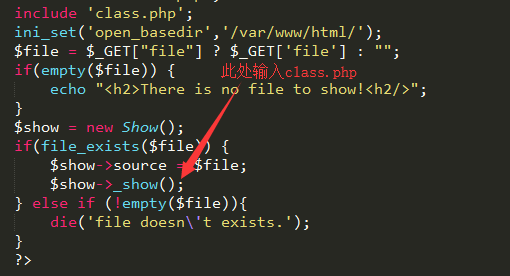 include 'class.php';
ini_set('open_basedir','/var/www/html/');
$file = $_GET["file"] ? $_GET['file'] : "";
if(empty($file)) {
此处输入class.php
    echo "<h2>There is no file to show!<h2/>";
}
$show = new Show();
if(file_exists($file)) {
    $show->source = $file;
    $show->_show();
} else if (!empty($file)){
    die('file doesn\'t exists.');
}
?>